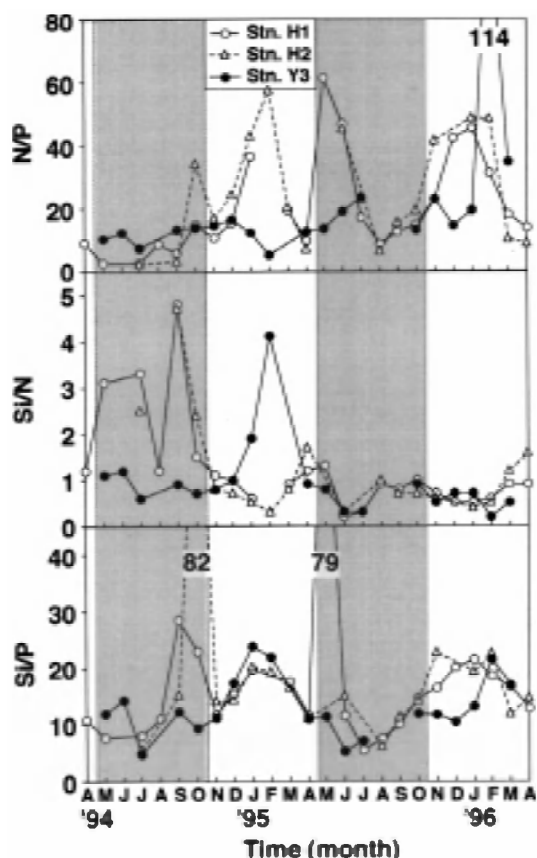 80
60
40
20
0
N/P
Stn. H1
Stn. H2
Stn. Y3
114
5
4
3
2
1
0
Si/N
40
30
20
10
0
Si/P
82
79
A M J J A S O N D J F M A M J J A S O N D J F M A
'94 '95 '96
Time (month)